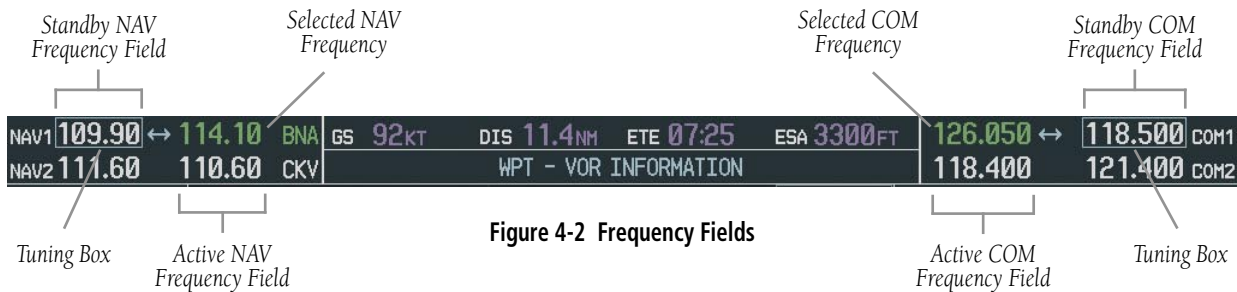 Standby NAV
Frequency Field
Selected NAV
Frequency
Selected COM
Frequency
Standby COM
Frequency Field
NAV1 109.90 ↔ 114.10 BNA GS 92KT DIS 11.4NM ETE 07:25 ESA 3300FT 126.050 ↔ 118.500 COM1
NAV2 111.60 110.60 CKV WPT - VOR INFORMATION 118.400 121.400 COM2
Tuning Box
Active NAV
Frequency Field
Figure 4-2 Frequency Fields
Active COM
Frequency Field
Tuning Box